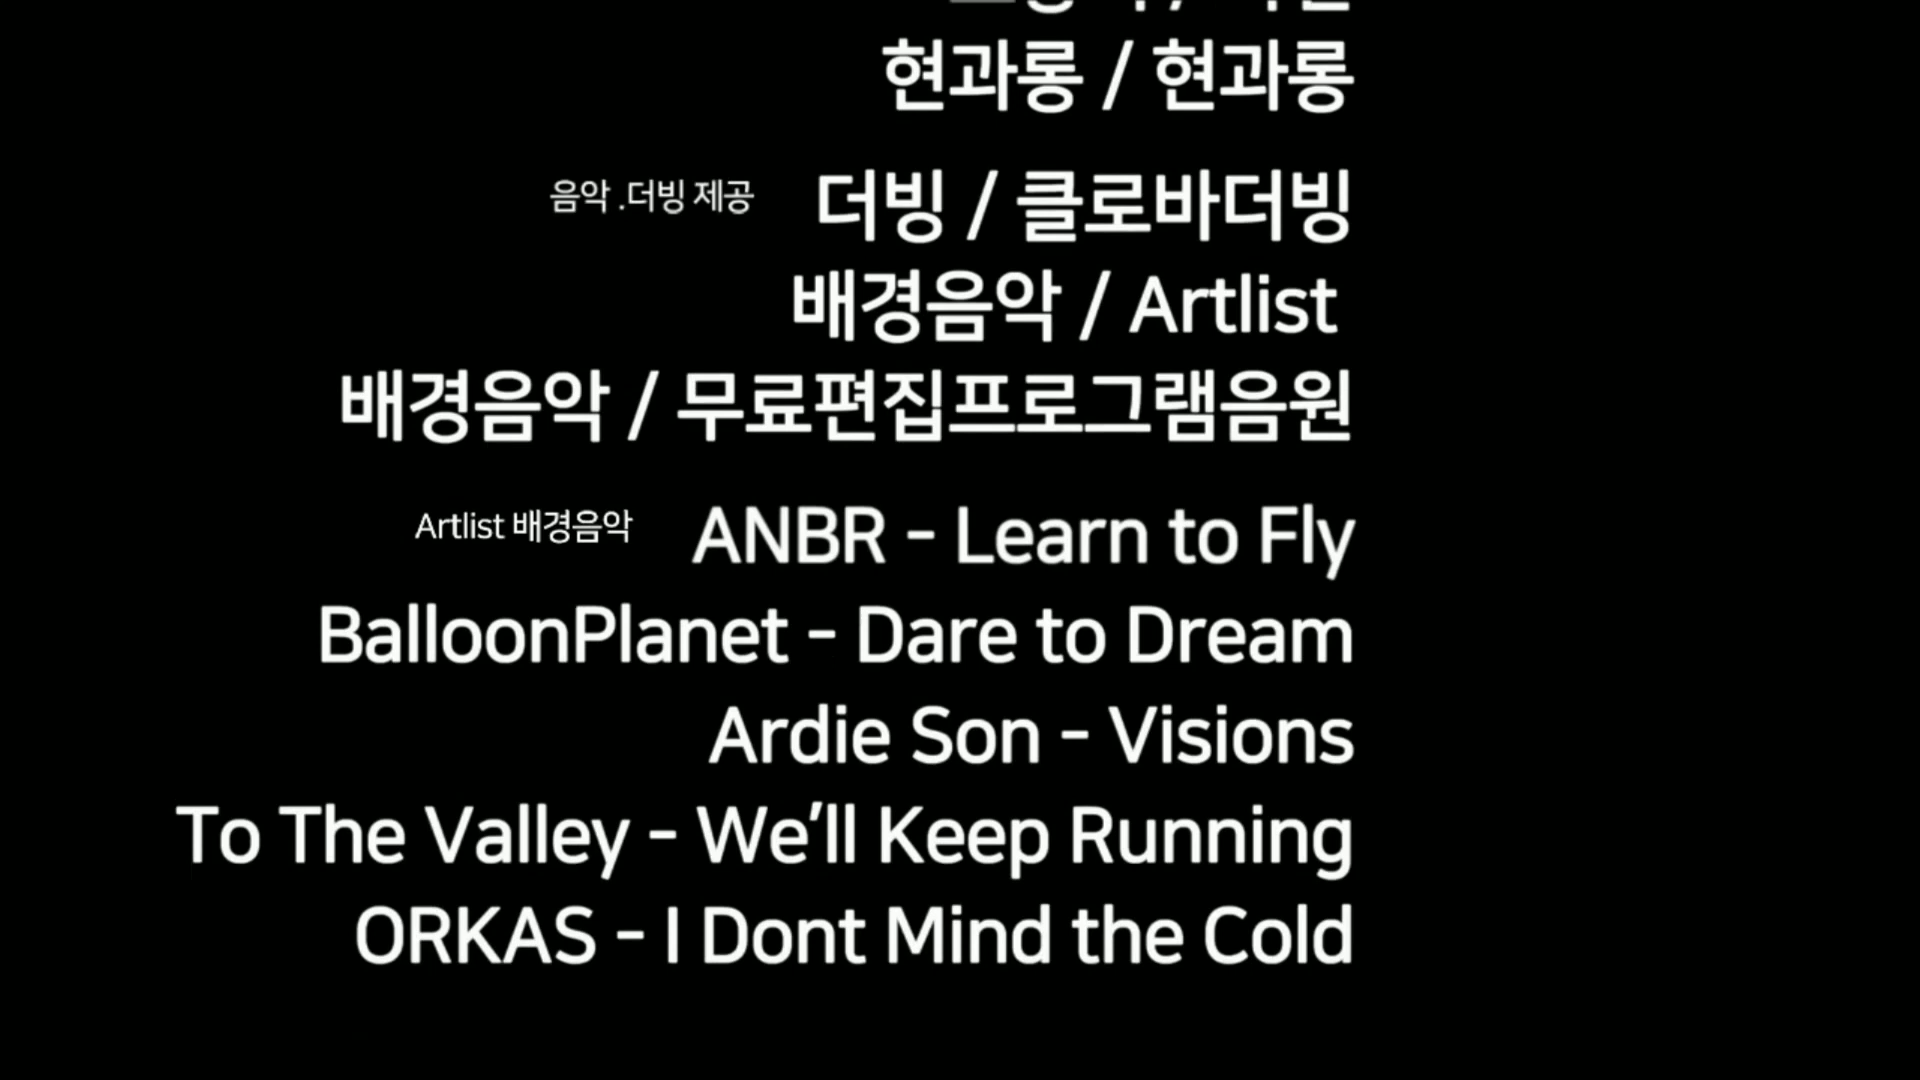 현과롱 / 현과롱
음악 .더빙 제공 더빙 / 클로바더빙
배경음악 / Artlist
배경음악 / 무료편집프로그램음원
Artlist 배경음악 ANBR - Learn to Fly
BalloonPlanet - Dare to Dream
Ardie Son - Visions
To The Valley - We'll Keep Running
ORKAS - I Dont Mind the Cold